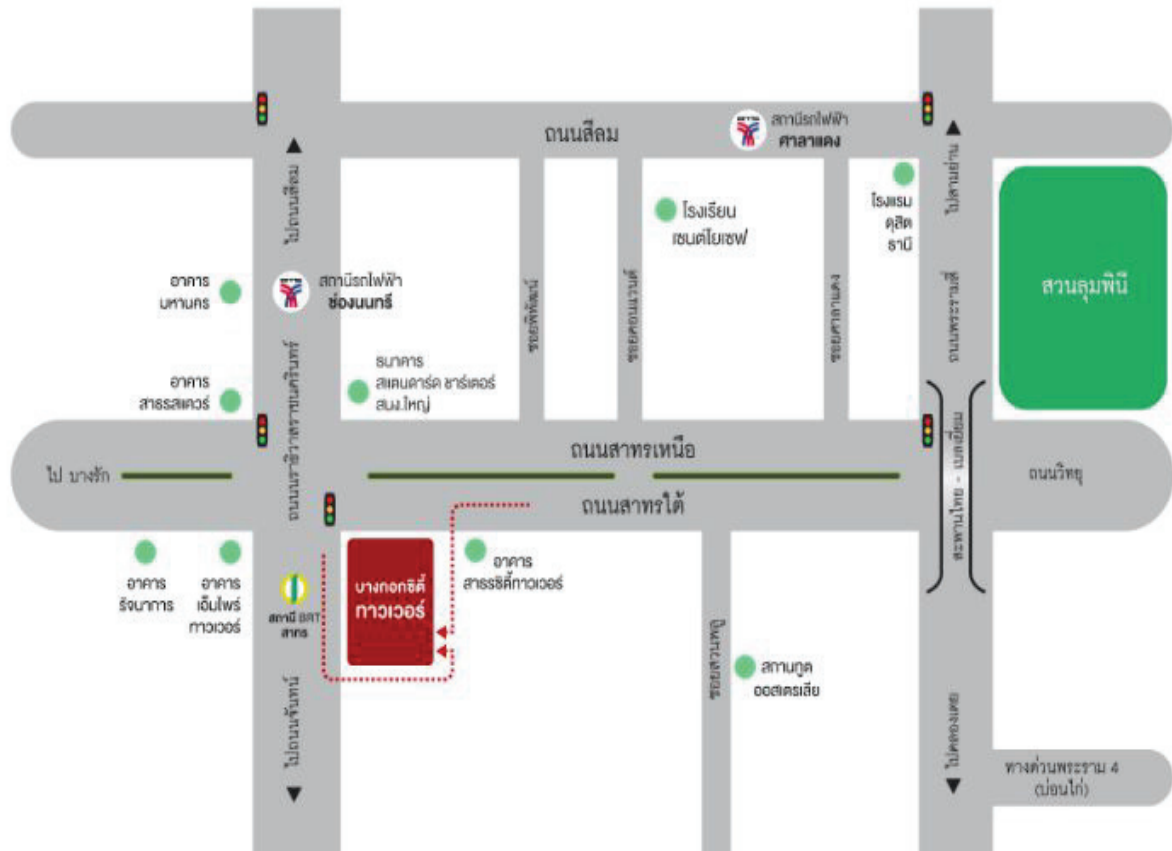 ถนนสีลม
สถานีรถไฟฟ้า
ศาลาแดง
ไปถนนสีลม
ไปสามย่าน
โรงเรียน
เซนต์โยเซฟ
โรงแรม
ดุสิต
ธานี
อาคาร
มหานคร
สถานีรถไฟฟ้า
ช่องนนทรี
ซอยพิพัฒน์
ซอยคอนแวนต์
ซอยศาลาแดง
ถนนพระรามสี่
สวนลุมพินี
อาคาร
สาธรสแควร์
ถนนนราธิวาสราชนครินทร์
ธนาคาร
สแตนดาร์ด ชาร์เตอร์
สนง.ใหญ่
ถนนสาทรเหนือ
ไป บางรัก
สะพานไทย - เบลเยี่ยม
ถนนวิทยุ
ถนนสาทรใต้
อาคาร
รัจนาการ
อาคาร
เอ็มไพร์
ทาวเวอร์
สถานี BRT
สาทร
บางกอกซิตี้
ทาวเวอร์
อาคาร
สาธรซิตี้ทาวเวอร์
ซอยสวนพลู
สถานทูต
ออสเตรเลีย
ไปถนนจันทน์
ไปคลองเตย
ทางด่วนพระราม 4
(บ่อนไก่)